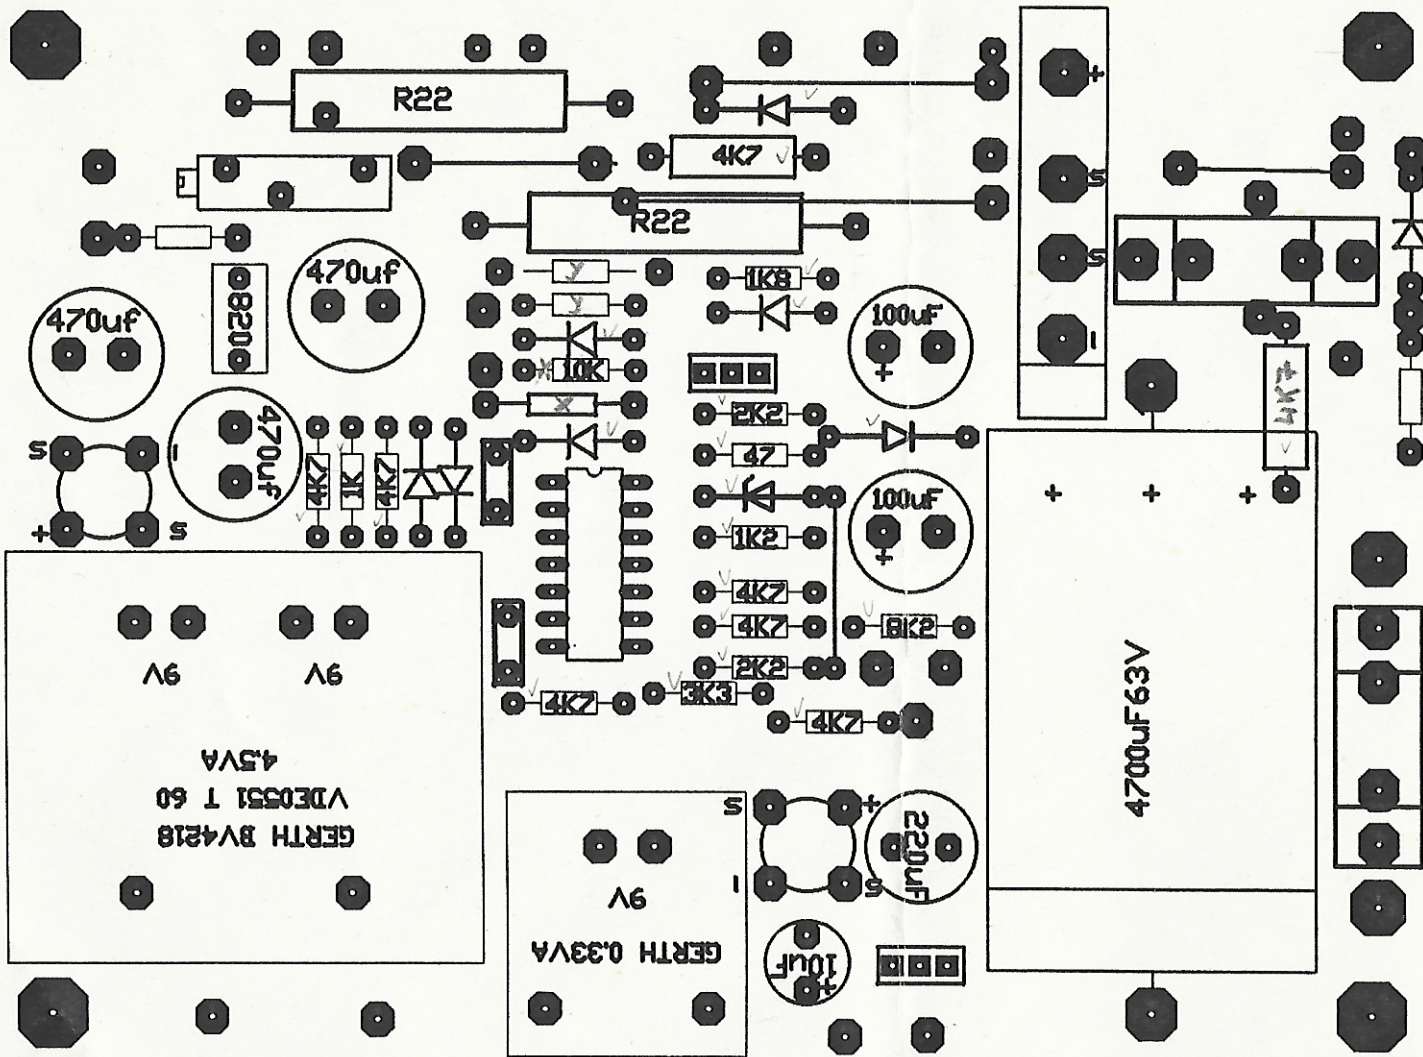 R22
+
4K7
S
R22
S
470uf
1K8
470uf
820
100uF
+
10K
-
4K7
2K2
470uf
S
-
47
4K7
1K
4K7
100uF
+
+
+
+
+
S
1K2
4K7
9V
9V
4K7
8K2
2K2
3K3
4K7
4K7
4700uF63V
4.5VA
VDE0551 T 60
GERTH BV4218
S
+
220uF
-
S
9V
GERTH 0.33VA
10uF
+